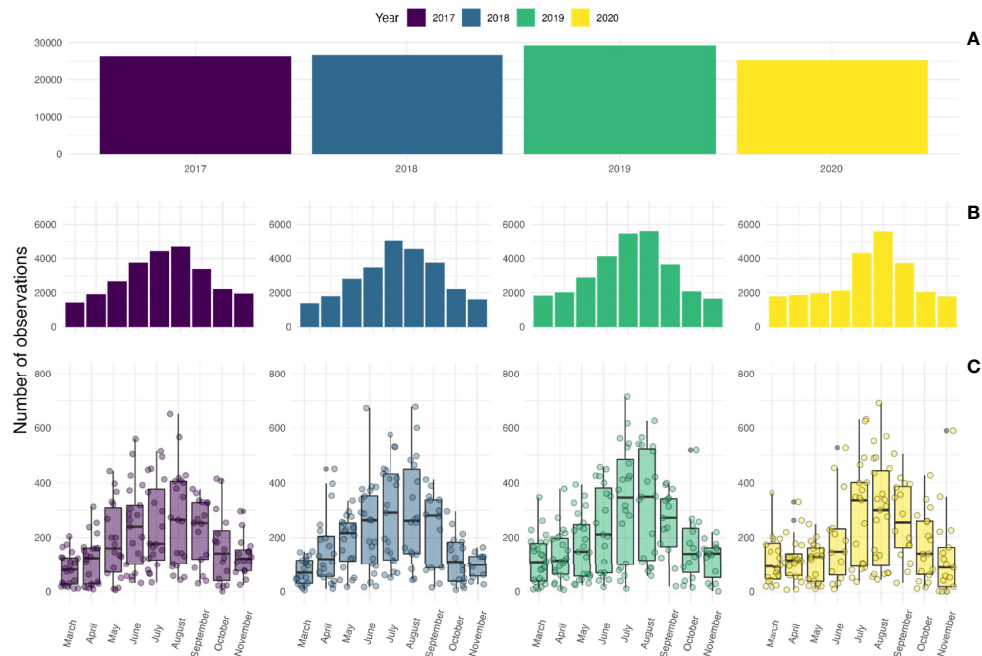 Year 2017 2018 2019 2020
A
30000
20000
10000
0
2017 2018 2019 2020
B
6000 6000 6000 6000
4000 4000 4000 4000
2000 2000 2000 2000
0 0 0 0
Number of observations
C
800 800 800 800
600 600 600 600
400 400 400 400
200 200 200 200
0 0 0 0
March April May June July August September October November March April May June July August September October November March April May June July August September October November March April May June July August September October November